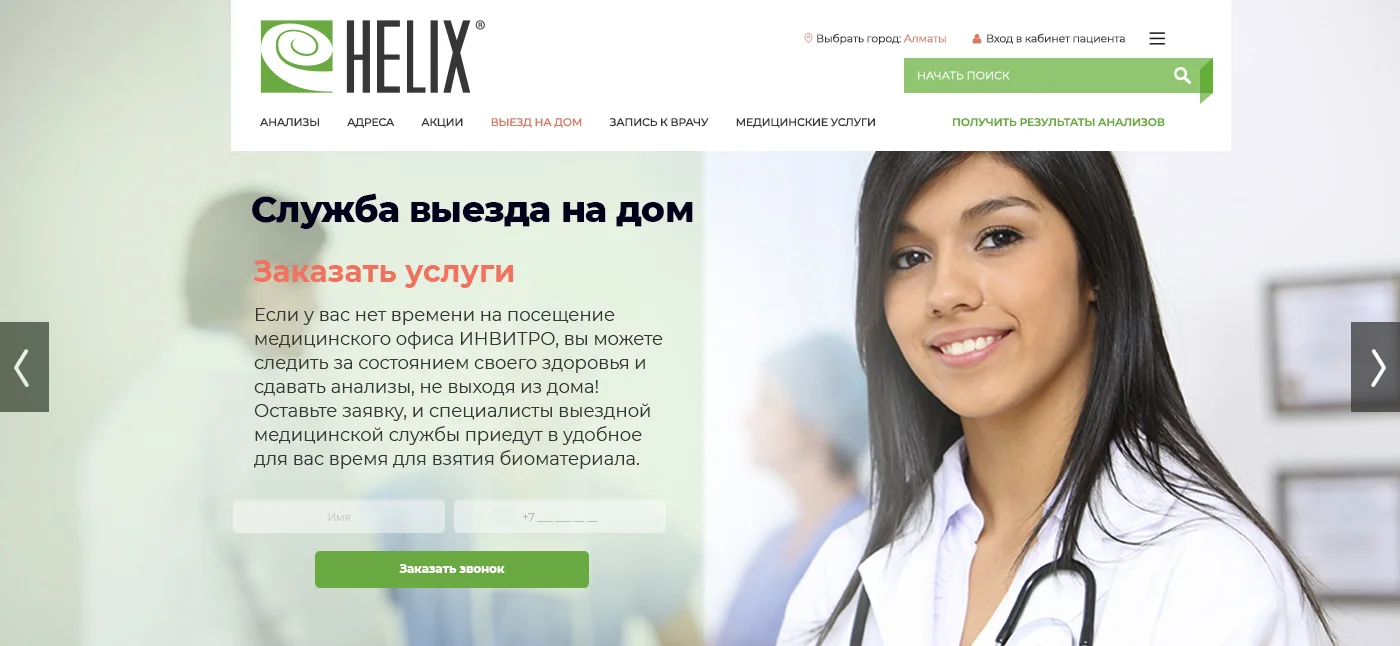 HELIX®
Выбрать город: Алматы
Вход в кабинет пациента
НАЧАТЬ ПОИСК
АНАЛИЗЫ АДРЕСА АКЦИИ ВЫЕЗД НА ДОМ ЗАПИСЬ К ВРАЧУ МЕДИЦИНСКИЕ УСЛУГИ ПОЛУЧИТЬ РЕЗУЛЬТАТЫ АНАЛИЗОВ
Служба выезда на дом
Заказать услуги
Если у вас нет времени на посещение
медицинского офиса ИНВИТРО, вы можете
следить за состоянием своего здоровья и
сдавать анализы, не выходя из дома!
Оставьте заявку, и специалисты выездной
медицинской службы приедут в удобное
для вас время для взятия биоматериала.
Имя
+7 ___ ___ __ __
Заказать звонок